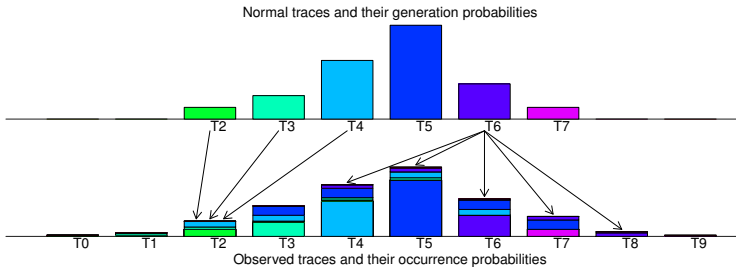 Normal traces and their generation probabilities
T2 T3 T4 T5 T6 T7
T0 T1 T2 T3 T4 T5 T6 T7 T8 T9
Observed traces and their occurrence probabilities